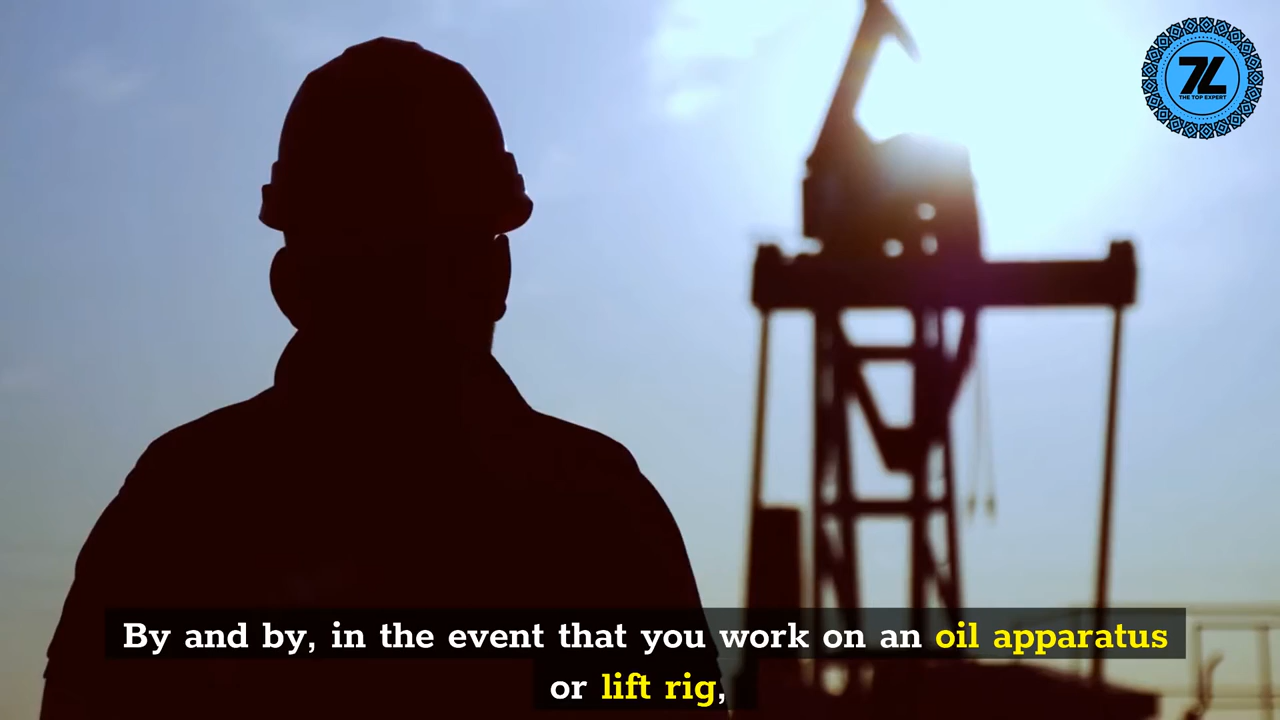 7L
THE TOP EXPERT
By and by, in the event that you work on an oil apparatus
or lift rig,